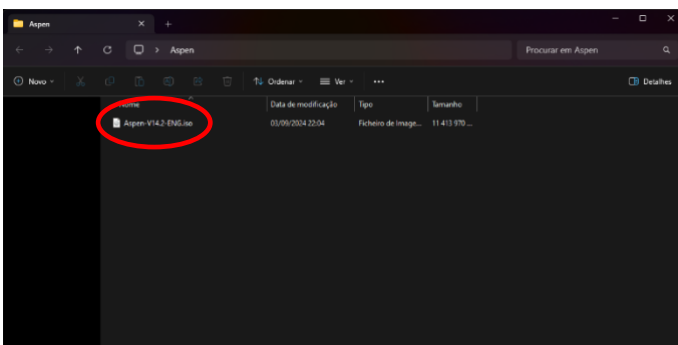 Aspen
Aspen
Procurar em Aspen
Novo
Ordenar
Ver
Detalhes
Nome Data de modificação Tipo Tamanho
Aspen-V14.2-ENG.iso 03/09/2024 22:04 Ficheiro de Image... 11 413 970 ...